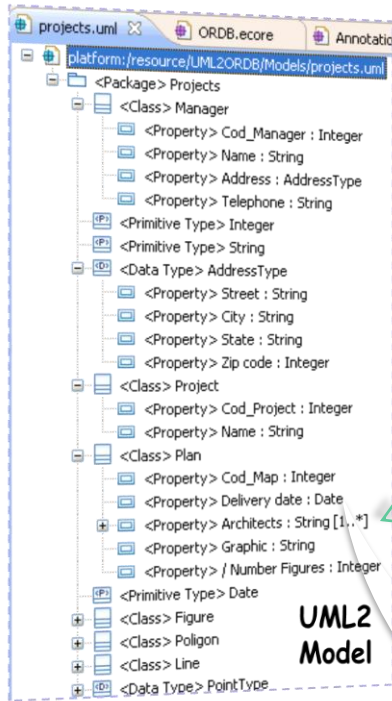 projects.uml
ORDB.ecore
Annotatio
platform:/resource/UML2ORDB/Models/projects.uml
<Package> Projects
<Class> Manager
<Property> Cod_Manager : Integer
<Property> Name : String
<Property> Address : AddressType
<Property> Telephone : String
<Primitive Type> Integer
<Primitive Type> String
<Data Type> AddressType
<Property> Street : String
<Property> City : String
<Property> State : String
<Property> Zip code : Integer
<Class> Project
<Property> Cod_Project : Integer
<Property> Name : String
<Class> Plan
<Property> Cod_Map : Integer
<Property> Delivery date : Date
<Property> Architects : String [1..*]
<Property> Graphic : String
<Property> / Number Figures : Integer
<Primitive Type> Date
<Class> Figure
<Class> Poligon
<Class> Line
<Data Type> PointType
UML2
Model